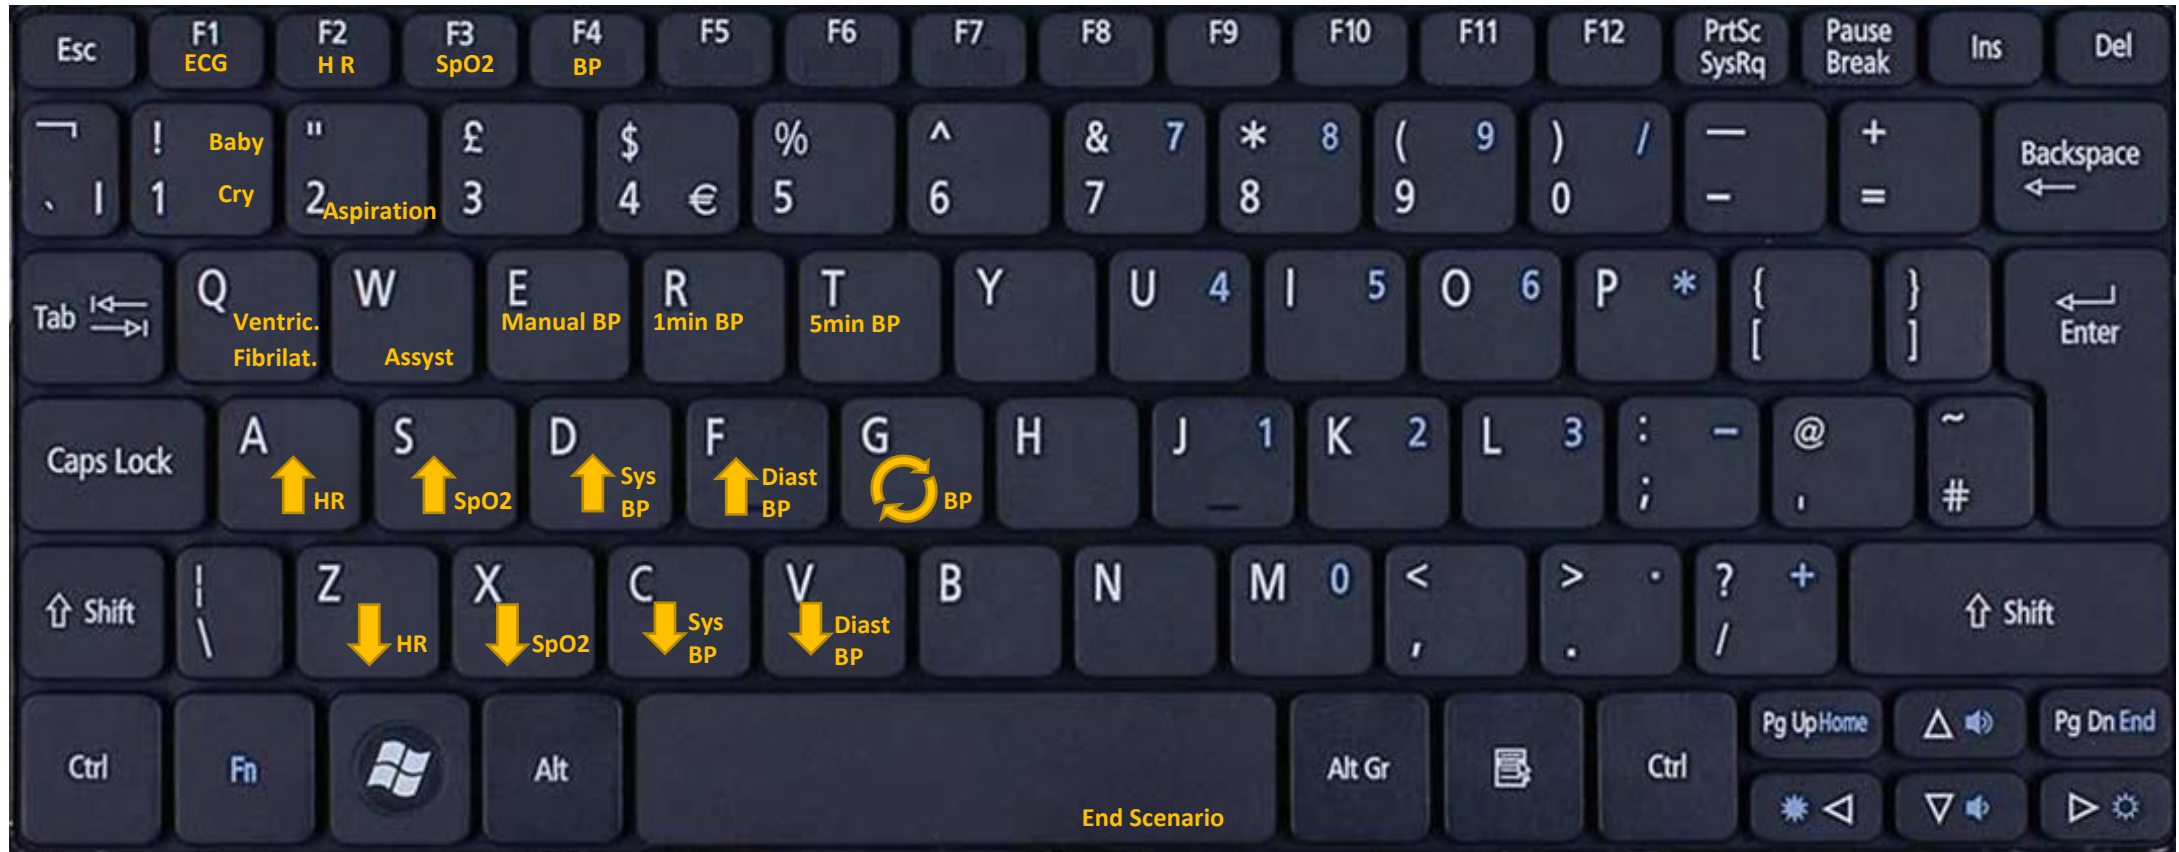 Esc F1 F2 F3 F4 F5 F6 F7 F8 F9 F10 F11 F12 PrtSc Pause Ins Del
ECG H R SpO2 BP SysRq Break
¬ ! Baby " £ $ % ^ & 7 * 8 ( 9 ) / — +
` | 1 Cry 2 Aspiration 3 4 € 5 6 7 8 9 0 - = Backspace
Tab Q W E R T Y U 4 I 5 O 6 P * { } Enter
Ventric. Manual BP 1min BP 5min BP [ ]
Fibrilat. Assyst
Caps Lock A S D F G H J 1 K 2 L 3 : - @ ~
HR SpO2 Sys Diast BP ; ' #
BP BP
Shift ¦ Z X C V B N M 0 < > . ? + Shift
\ HR SpO2 Sys Diast , . /
BP BP
Ctrl Fn Alt Alt Gr Ctrl Pg Up Home Pg Dn End
End Scenario